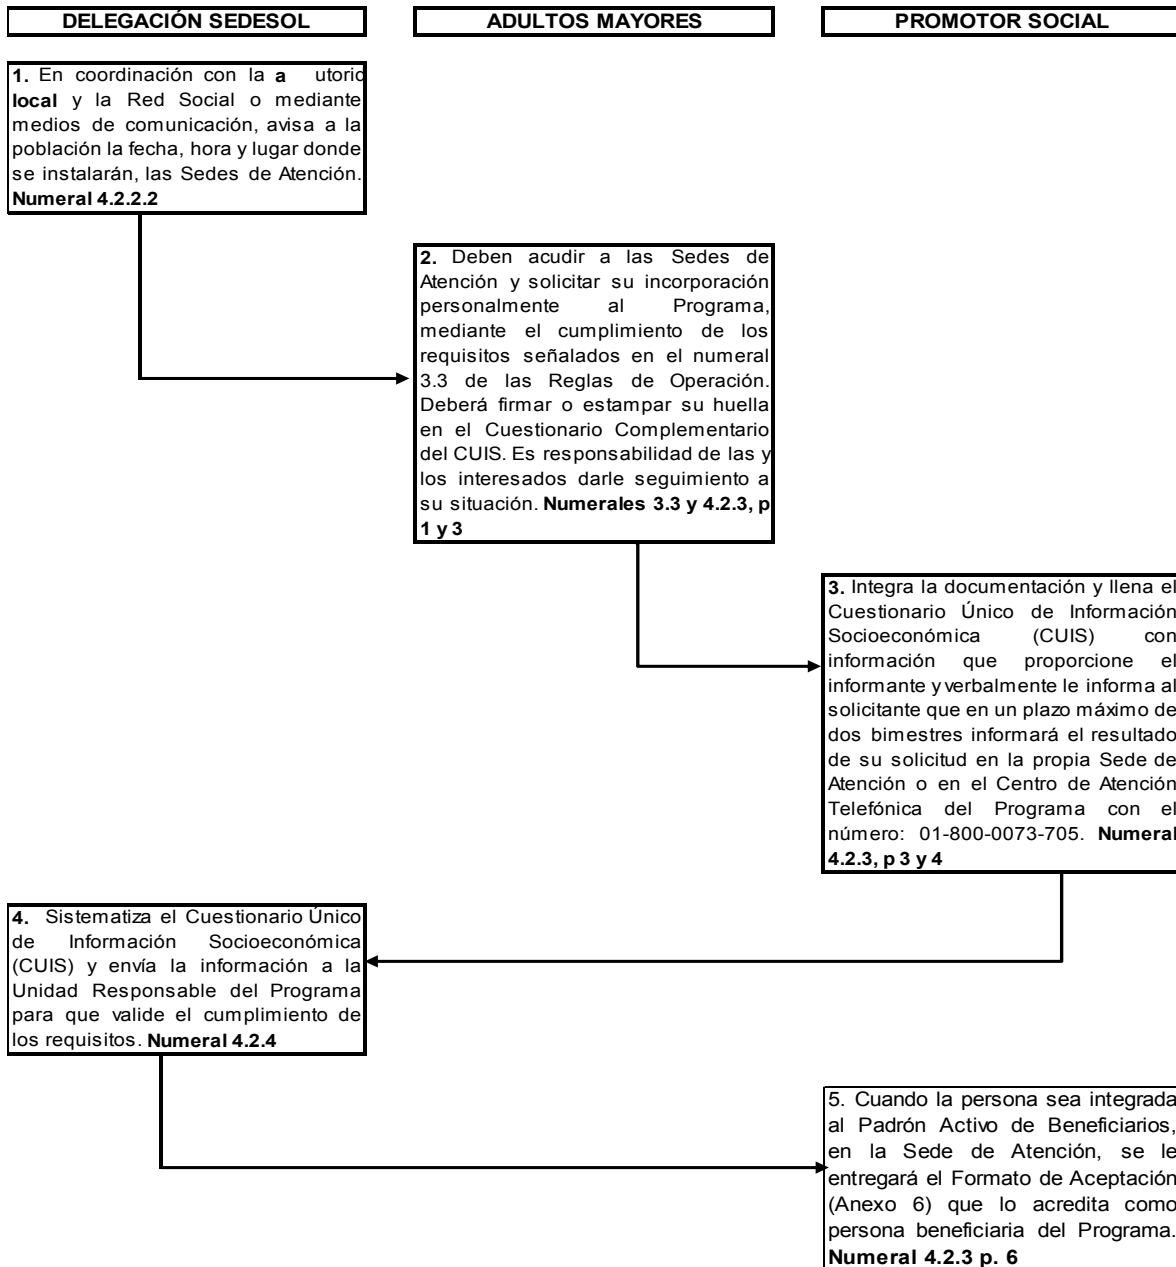 DELEGACIÓN SEDESOL
ADULTOS MAYORES
PROMOTOR SOCIAL
1. En coordinación con la a utorid
local y la Red Social o mediante
medios de comunicación, avisa a la
población la fecha, hora y lugar donde
se instalarán, las Sedes de Atención.
Numeral 4.2.2.2
2. Deben acudir a las Sedes de
Atención y solicitar su incorporación
personalmente al Programa,
mediante el cumplimiento de los
requisitos señalados en el numeral
3.3 de las Reglas de Operación.
Deberá firmar o estampar su huella
en el Cuestionario Complementario
del CUIS. Es responsabilidad de las y
los interesados darle seguimiento a
su situación. Numerales 3.3 y 4.2.3, p
1 y 3
3. Integra la documentación y llena el
Cuestionario Único de Información
Socioeconómica (CUIS) con
información que proporcione el
informante y verbalmente le informa al
solicitante que en un plazo máximo de
dos bimestres informará el resultado
de su solicitud en la propia Sede de
Atención o en el Centro de Atención
Telefónica del Programa con el
número: 01-800-0073-705. Numeral
4.2.3, p 3 y 4
4. Sistematiza el Cuestionario Único
de Información Socioeconómica
(CUIS) y envía la información a la
Unidad Responsable del Programa
para que valide el cumplimiento de
los requisitos. Numeral 4.2.4
5. Cuando la persona sea integrada
al Padrón Activo de Beneficiarios,
en la Sede de Atención, se le
entregará el Formato de Aceptación
(Anexo 6) que lo acredita como
persona beneficiaria del Programa.
Numeral 4.2.3 p. 6